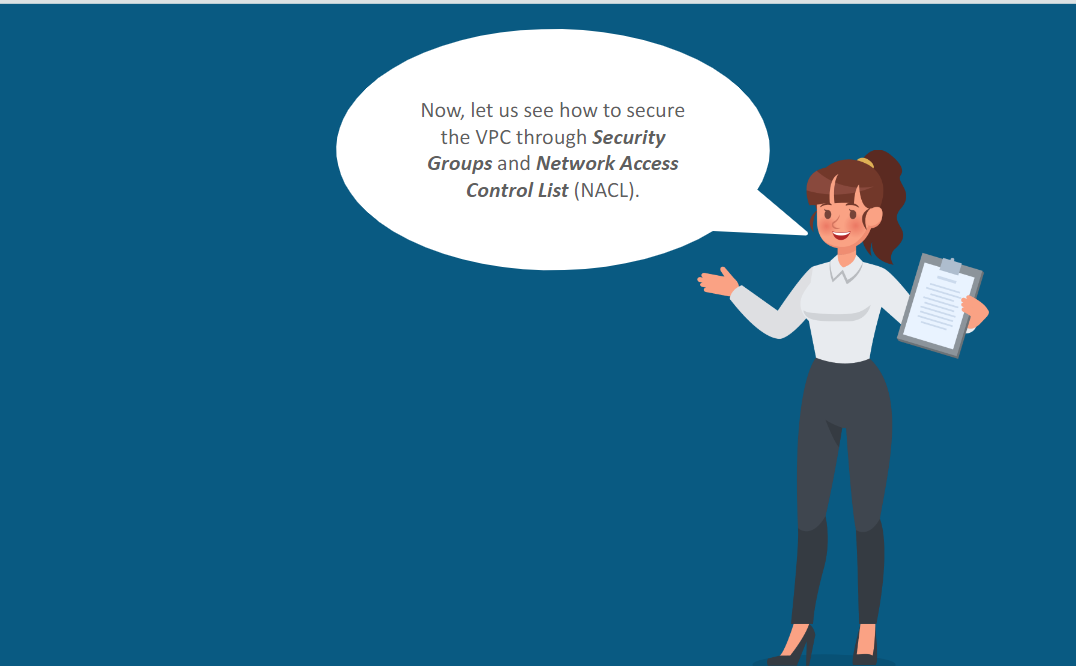 Now, let us see how to secure
the VPC through Security
Groups and Network Access
Control List (NACL).